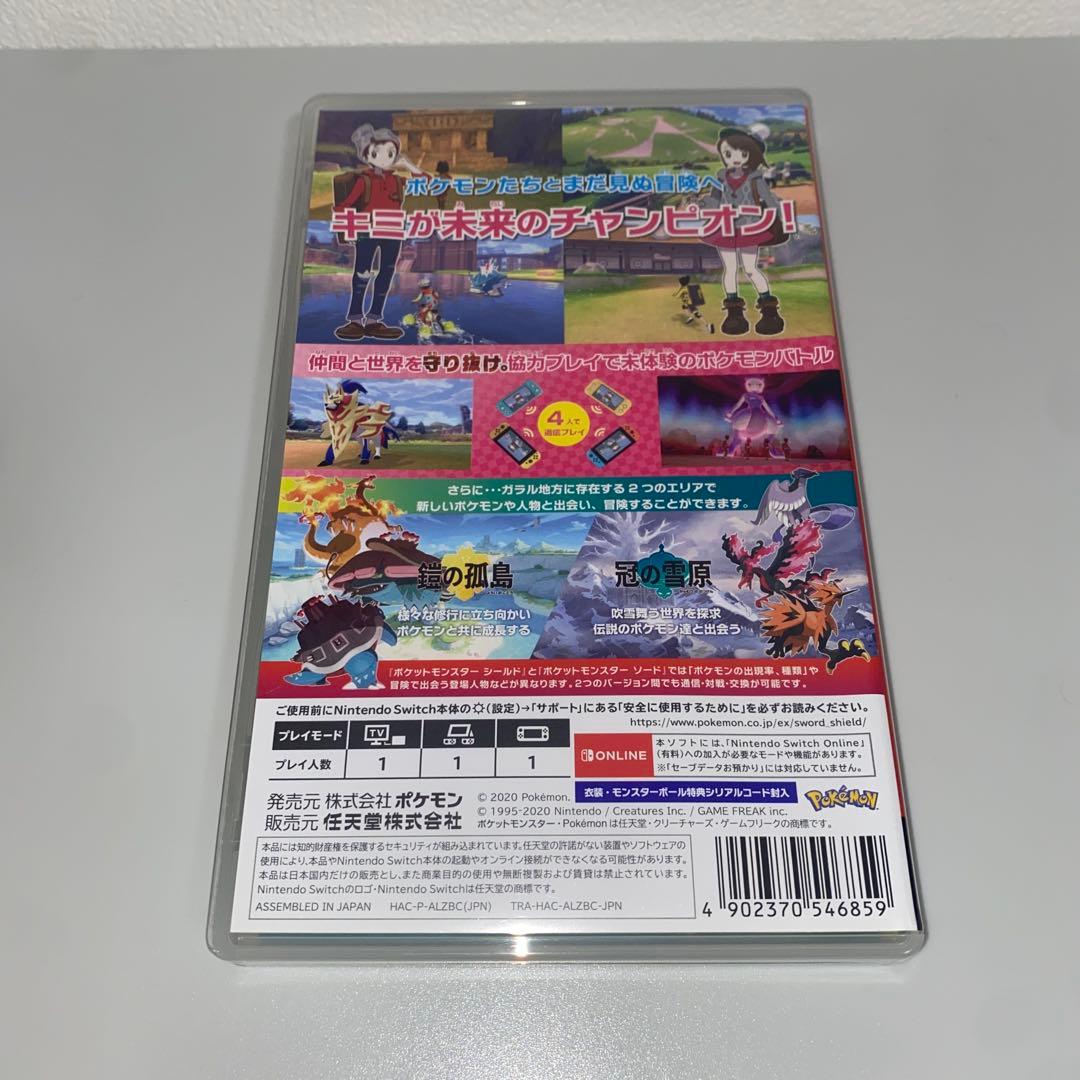 ポケモンたちとまだ見ぬ冒険へ
キミが未来のチャンピオン!
仲間と世界を守り抜け。協力プレイで未体験のポケモンバトル
4人で
通信プレイ
さらに・・・ガラル地方に存在する2つのエリアで
新しいポケモンや人物と出会い、冒険することができます。
鎧の孤島
様々な修行に立ち向かい
ポケモンと共に成長する
冠の雪原
吹雪舞う世界を探求
伝説のポケモン達と出会う
『ポケットモンスター シールド』と『ポケットモンスター ソード』では「ポケモンの出現率、種類」や
冒険で出会う登場人物などが異なります。2つのバージョン間でも通信・対戦・交換が可能です。
ご使用前にNintendo Switch本体の(設定)→「サポート」にある「安全に使用するために」を必ずお読みください。
https://www.pokemon.co.jp/ex/sword_shield/
プレイモード TV
プレイ人数 1 1 1
ONLINE
本ソフトには、「Nintendo Switch Online」
(有料)への加入が必要なモードや機能があります。
※「セーブデータお預かり」には対応していません。
衣装・モンスターボール特典シリアルコード封入
POKéMON
発売元 株式会社 ポケモン
販売元 任天堂株式会社
© 2020 Pokémon.
© 1995-2020 Nintendo / Creatures Inc. / GAME FREAK inc.
ポケットモンスター・Pokémon は任天堂・クリーチャーズ・ゲームフリークの商標です。
本品には知的財産権を保護するセキュリティが組み込まれています。任天堂の許諾がない装置やソフトウェアの
使用により、本品やNintendo Switch本体の起動やオンライン接続ができなくなる可能性があります。
本品は日本国内だけの販売とし、また商業目的の使用や無断複製および賃貸は禁止されています。
Nintendo Switchのロゴ・Nintendo Switchは任天堂の商標です。
ASSEMBLED IN JAPAN HAC-P-ALZBC(JPN) TRA-HAC-ALZBC-JPN
4 902370 546859